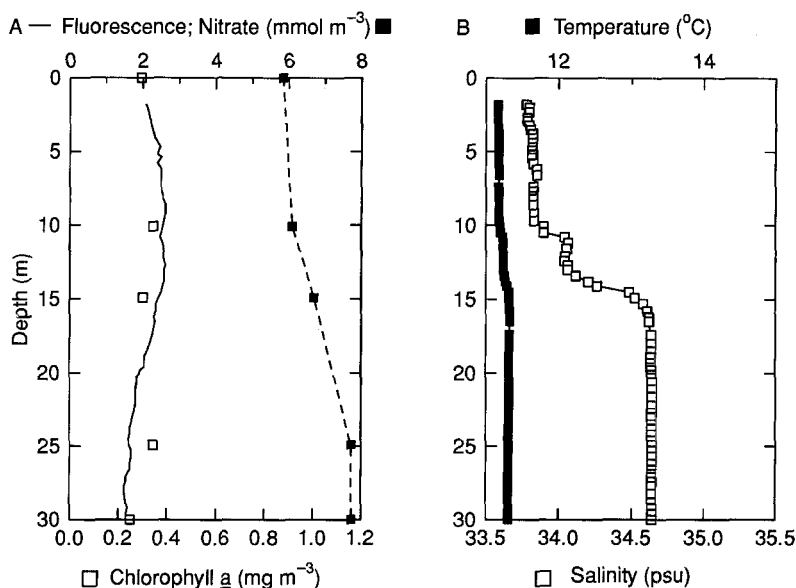 A — Fluorescence; Nitrate (mmol m⁻³) ■
0 2 4 6 8
Depth (m)
0
5
10
15
20
25
30
0.0 0.2 0.4 0.6 0.8 1.0 1.2
□ Chlorophyll a (mg m⁻³)
B ■ Temperature (°C)
12 14
0
5
10
15
20
25
30
33.5 34.0 34.5 35.0 35.5
□ Salinity (psu)